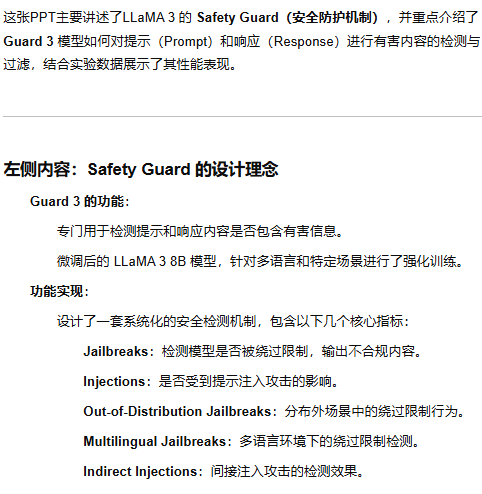 这张PPT主要讲述了LLaMA 3 的 Safety Guard（安全防护机制），并重点介绍了
Guard 3 模型如何对提示（Prompt）和响应（Response）进行有害内容的检测与
过滤，结合实验数据展示了其性能表现。
左侧内容：Safety Guard 的设计理念
Guard 3 的功能：
专门用于检测提示和响应内容是否包含有害信息。
微调后的 LLaMA 3 8B 模型，针对多语言和特定场景进行了强化训练。
功能实现：
设计了一套系统化的安全检测机制，包含以下几个核心指标：
Jailbreaks：检测模型是否被绕过限制，输出不合规内容。
Injections：是否受到提示注入攻击的影响。
Out-of-Distribution Jailbreaks：分布外场景中的绕过限制行为。
Multilingual Jailbreaks：多语言环境下的绕过限制检测。
Indirect Injections：间接注入攻击的检测效果。